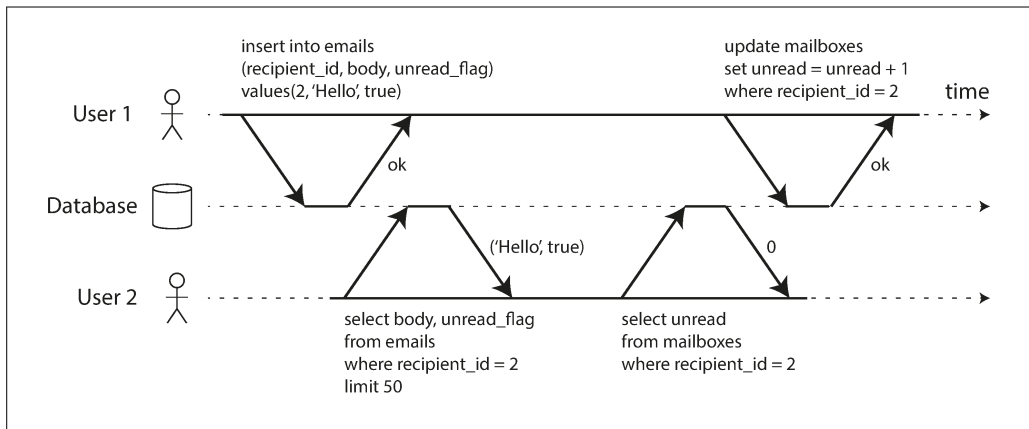 insert into emails
(recipient_id, body, unread_flag)
values(2, ‘Hello’, true)
update mailboxes
set unread = unread + 1
where recipient_id = 2
time
User 1
ok
ok
Database
(‘Hello’, true)
0
User 2
select body, unread_flag
from emails
where recipient_id = 2
limit 50
select unread
from mailboxes
where recipient_id = 2